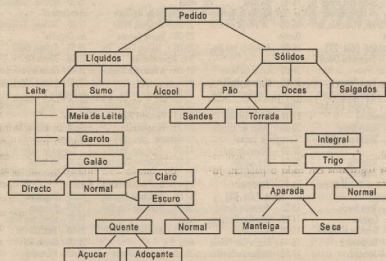 Pedido
Líquidos Sólidos
Leite Sumo Álcool Pão Doces Salgados
Meia de Leite Sandes Torrada
Garoto Integral
Galão Trigo
Directo Normal Claro Aparada Normal
Escuro
Quente Normal Manteiga Seca
Açucar Adoçante